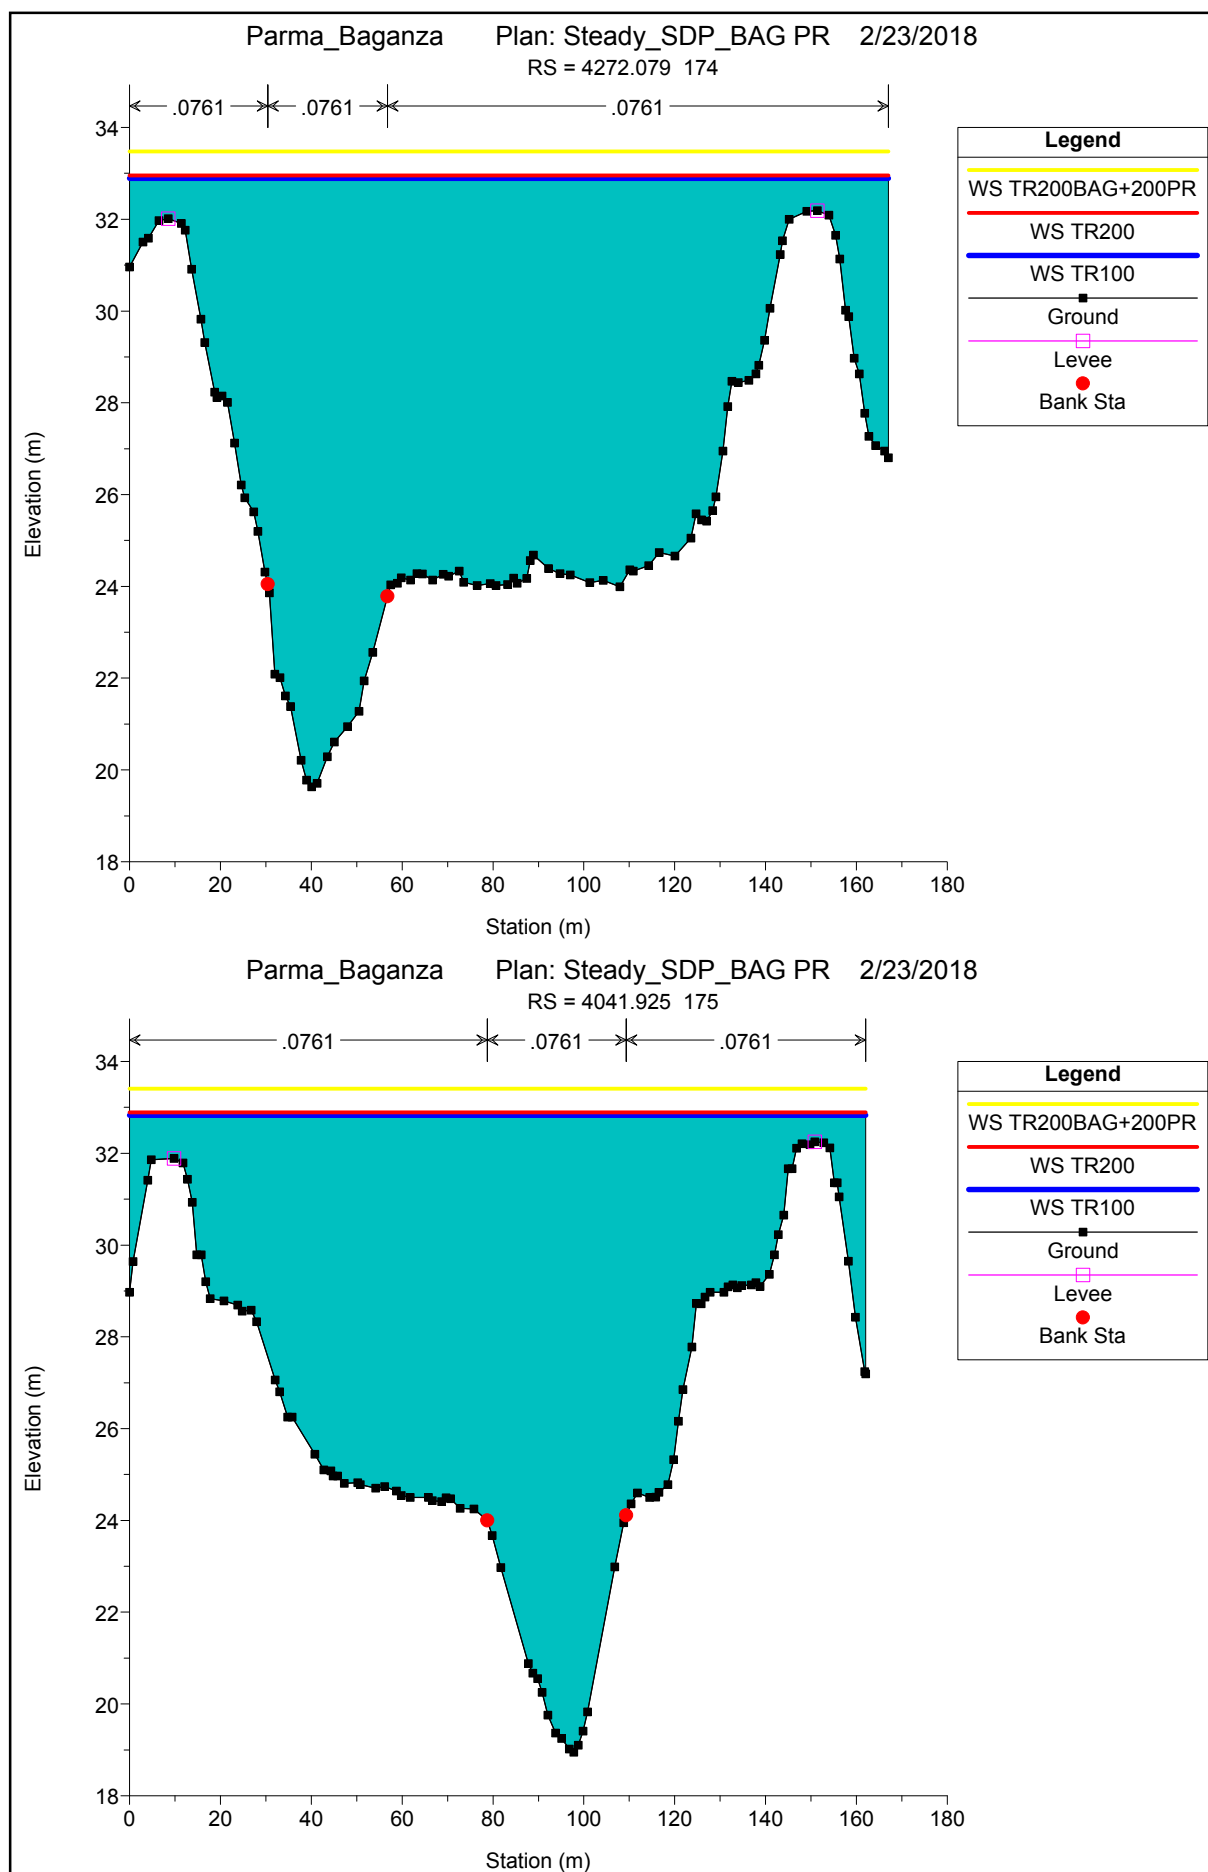 Parma_Baganza Plan: Steady_SDP_BAG PR 2/23/2018
RS = 4272.079 174
.0761 .0761 .0761
34
32
30
28
26
24
22
20
18
Elevation (m)
0 20 40 60 80 100 120 140 160 180
Station (m)
Legend
WS TR200BAG+200PR
WS TR200
WS TR100
Ground
Levee
Bank Sta
Parma_Baganza Plan: Steady_SDP_BAG PR 2/23/2018
RS = 4041.925 175
.0761 .0761 .0761
34
32
30
28
26
24
22
20
18
Elevation (m)
0 20 40 60 80 100 120 140 160 180
Station (m)
Legend
WS TR200BAG+200PR
WS TR200
WS TR100
Ground
Levee
Bank Sta